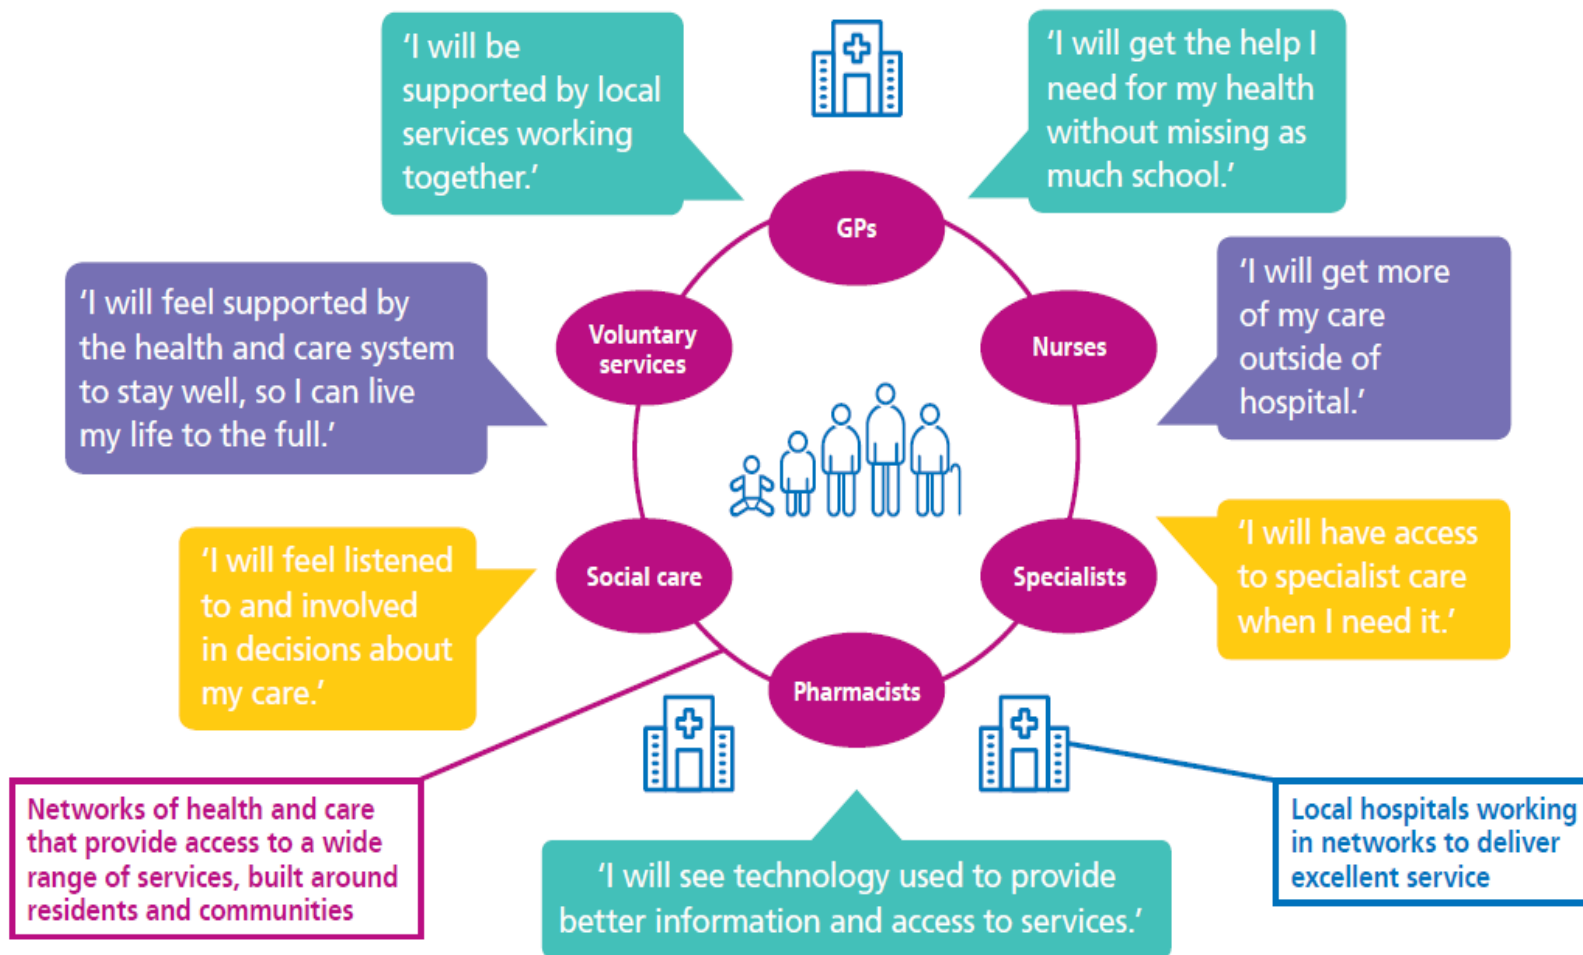 ‘I will be
supported by local
services working
together.’
‘I will get the help I
need for my health
without missing as
much school.’
GPs
‘I will feel supported by
the health and care system
to stay well, so I can live
my life to the full.’
Voluntary
services
Nurses
‘I will get more
of my care
outside of
hospital.’
‘I will feel listened
to and involved
in decisions about
my care.’
Social care
Specialists
‘I will have access
to specialist care
when I need it.’
Pharmacists
Networks of health and care
that provide access to a wide
range of services, built around
residents and communities
‘I will see technology used to provide
better information and access to services.’
Local hospitals working
in networks to deliver
excellent service